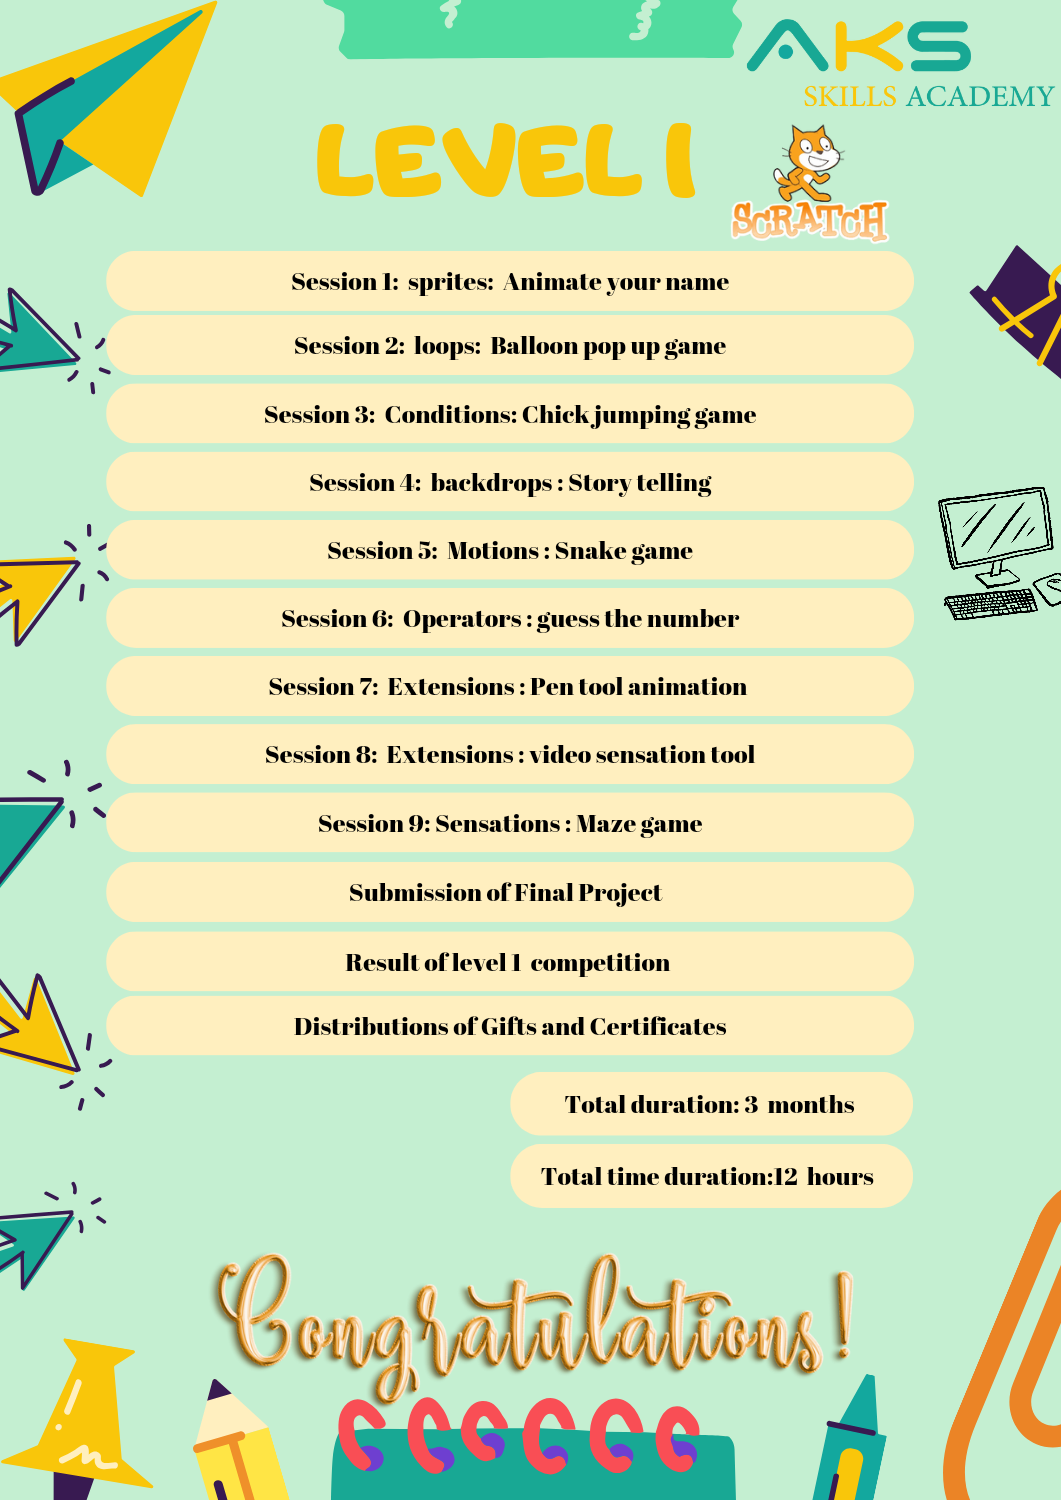 AKS
SKILLS ACADEMY
LEVEL 1
SCRATCH
Session 1: sprites: Animate your name
Session 2: loops: Balloon pop up game
Session 3: Conditions: Chick jumping game
Session 4: backdrops : Story telling
Session 5: Motions : Snake game
Session 6: Operators : guess the number
Session 7: Extensions : Pen tool animation
Session 8: Extensions : video sensation tool
Session 9: Sensations : Maze game
Submission of Final Project
Result of level 1 competition
Distributions of Gifts and Certificates
Total duration: 3 months
Total time duration:12 hours
Congratulations!